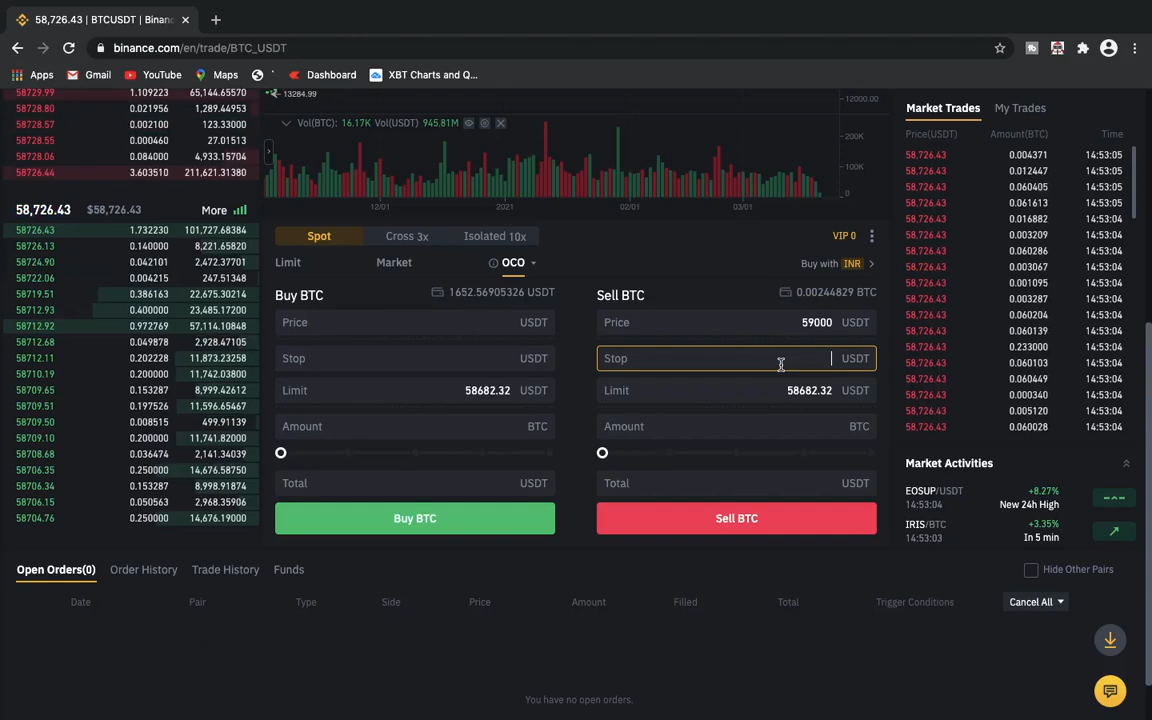 58,726.43 | BTCUSDT | Binanc
binance.com/en/trade/BTC_USDT
Apps Gmail YouTube Maps Dashboard XBT Charts and Q...
58729.99 1.109223 65,144.65570
58728.80 0.021956 1,289.44953
58728.57 0.002100 123.33000
58728.55 0.000460 27.01513
58728.06 0.084000 4,933.15704
58726.44 3.603510 211,621.31380
58,726.43 $58,726.43 More
58726.43 1.732230 101,727.68384
58726.13 0.140000 8,221.65820
58724.90 0.042101 2,472.37701
58722.06 0.004215 247.51348
58719.51 0.386163 22,675.30214
58712.93 0.400000 23,485.17200
58712.92 0.972769 57,114.10848
58712.68 0.049878 2,928.47105
58712.11 0.202228 11,873.23258
58710.19 0.200000 11,742.03800
58709.65 0.153287 8,999.42612
58709.51 0.197526 11,596.65467
58709.50 0.008515 499.91139
58709.10 0.200000 11,741.82000
58708.68 0.036474 2,141.34039
58706.35 0.250000 14,676.58750
58706.34 0.153287 8,998.91874
58706.15 0.050563 2,968.35906
58704.76 0.250000 14,676.19000
13284.99
12000.00
Vol(BTC): 16.17K Vol(USDT) 945.81M
200K
100K
0
12/01 2021 02/01 03/01
Spot Cross 3x Isolated 10x VIP 0
Limit Market OCO Buy with INR
Buy BTC 1652.56905326 USDT
Price USDT
Stop USDT
Limit 58682.32 USDT
Amount BTC
Total USDT
Buy BTC
Sell BTC 0.00244829 BTC
Price 59000 USDT
Stop USDT
Limit 58682.32 USDT
Amount BTC
Total USDT
Sell BTC
Market Trades My Trades
Price(USDT) Amount(BTC) Time
58,726.43 0.004371 14:53:05
58,726.43 0.012447 14:53:05
58,726.43 0.060405 14:53:05
58,726.43 0.061613 14:53:05
58,726.43 0.016882 14:53:04
58,726.43 0.003209 14:53:04
58,726.43 0.060286 14:53:04
58,726.43 0.003067 14:53:04
58,726.43 0.001095 14:53:04
58,726.43 0.003287 14:53:04
58,726.43 0.060204 14:53:04
58,726.43 0.060139 14:53:04
58,726.43 0.233000 14:53:04
58,726.43 0.060103 14:53:04
58,726.43 0.060449 14:53:04
58,726.43 0.000340 14:53:04
58,726.43 0.005120 14:53:04
58,726.43 0.060028 14:53:04
Market Activities
EOSUP/USDT +8.27%
14:53:04 New 24h High
IRIS/BTC +3.35%
14:53:03 In 5 min
Open Orders(0) Order History Trade History Funds Hide Other Pairs
Date Pair Type Side Price Amount Filled Total Trigger Conditions Cancel All
You have no open orders.